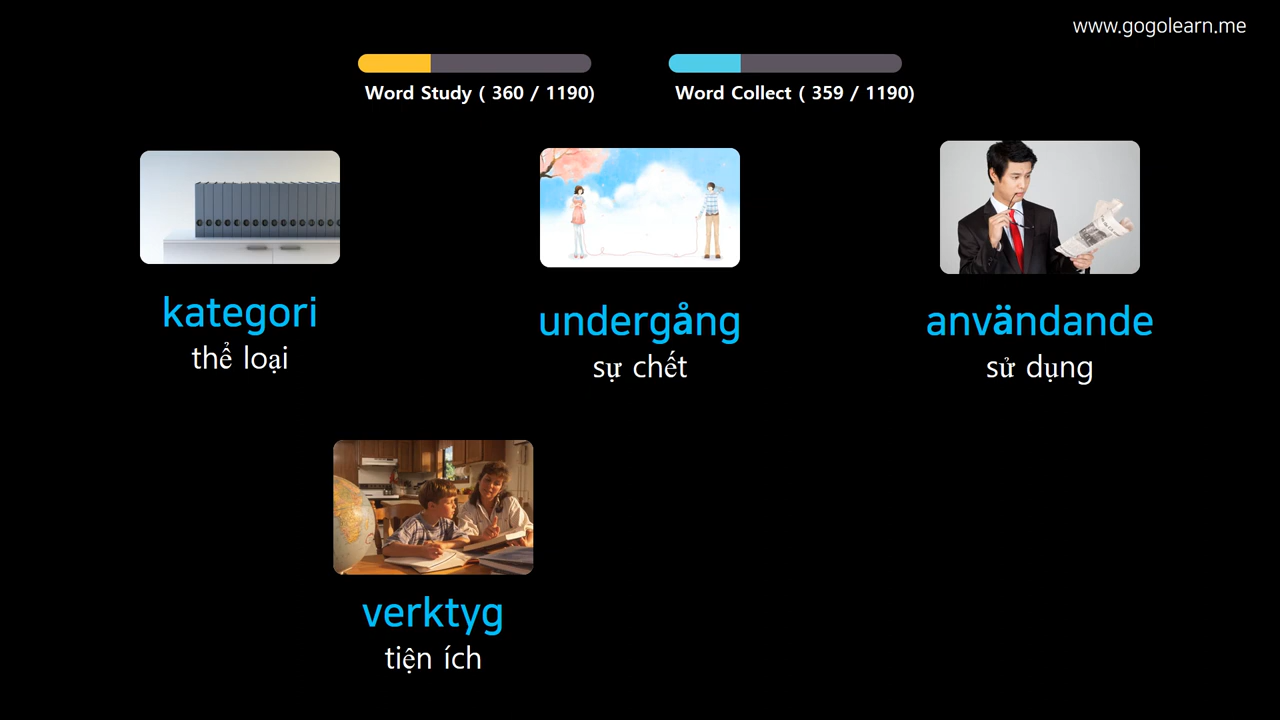 www.gogolearn.me
Word Study ( 360 / 1190)
Word Collect ( 359 / 1190)
kategori
thể loại
undergång
sự chết
användande
sử dụng
verktyg
tiện ích